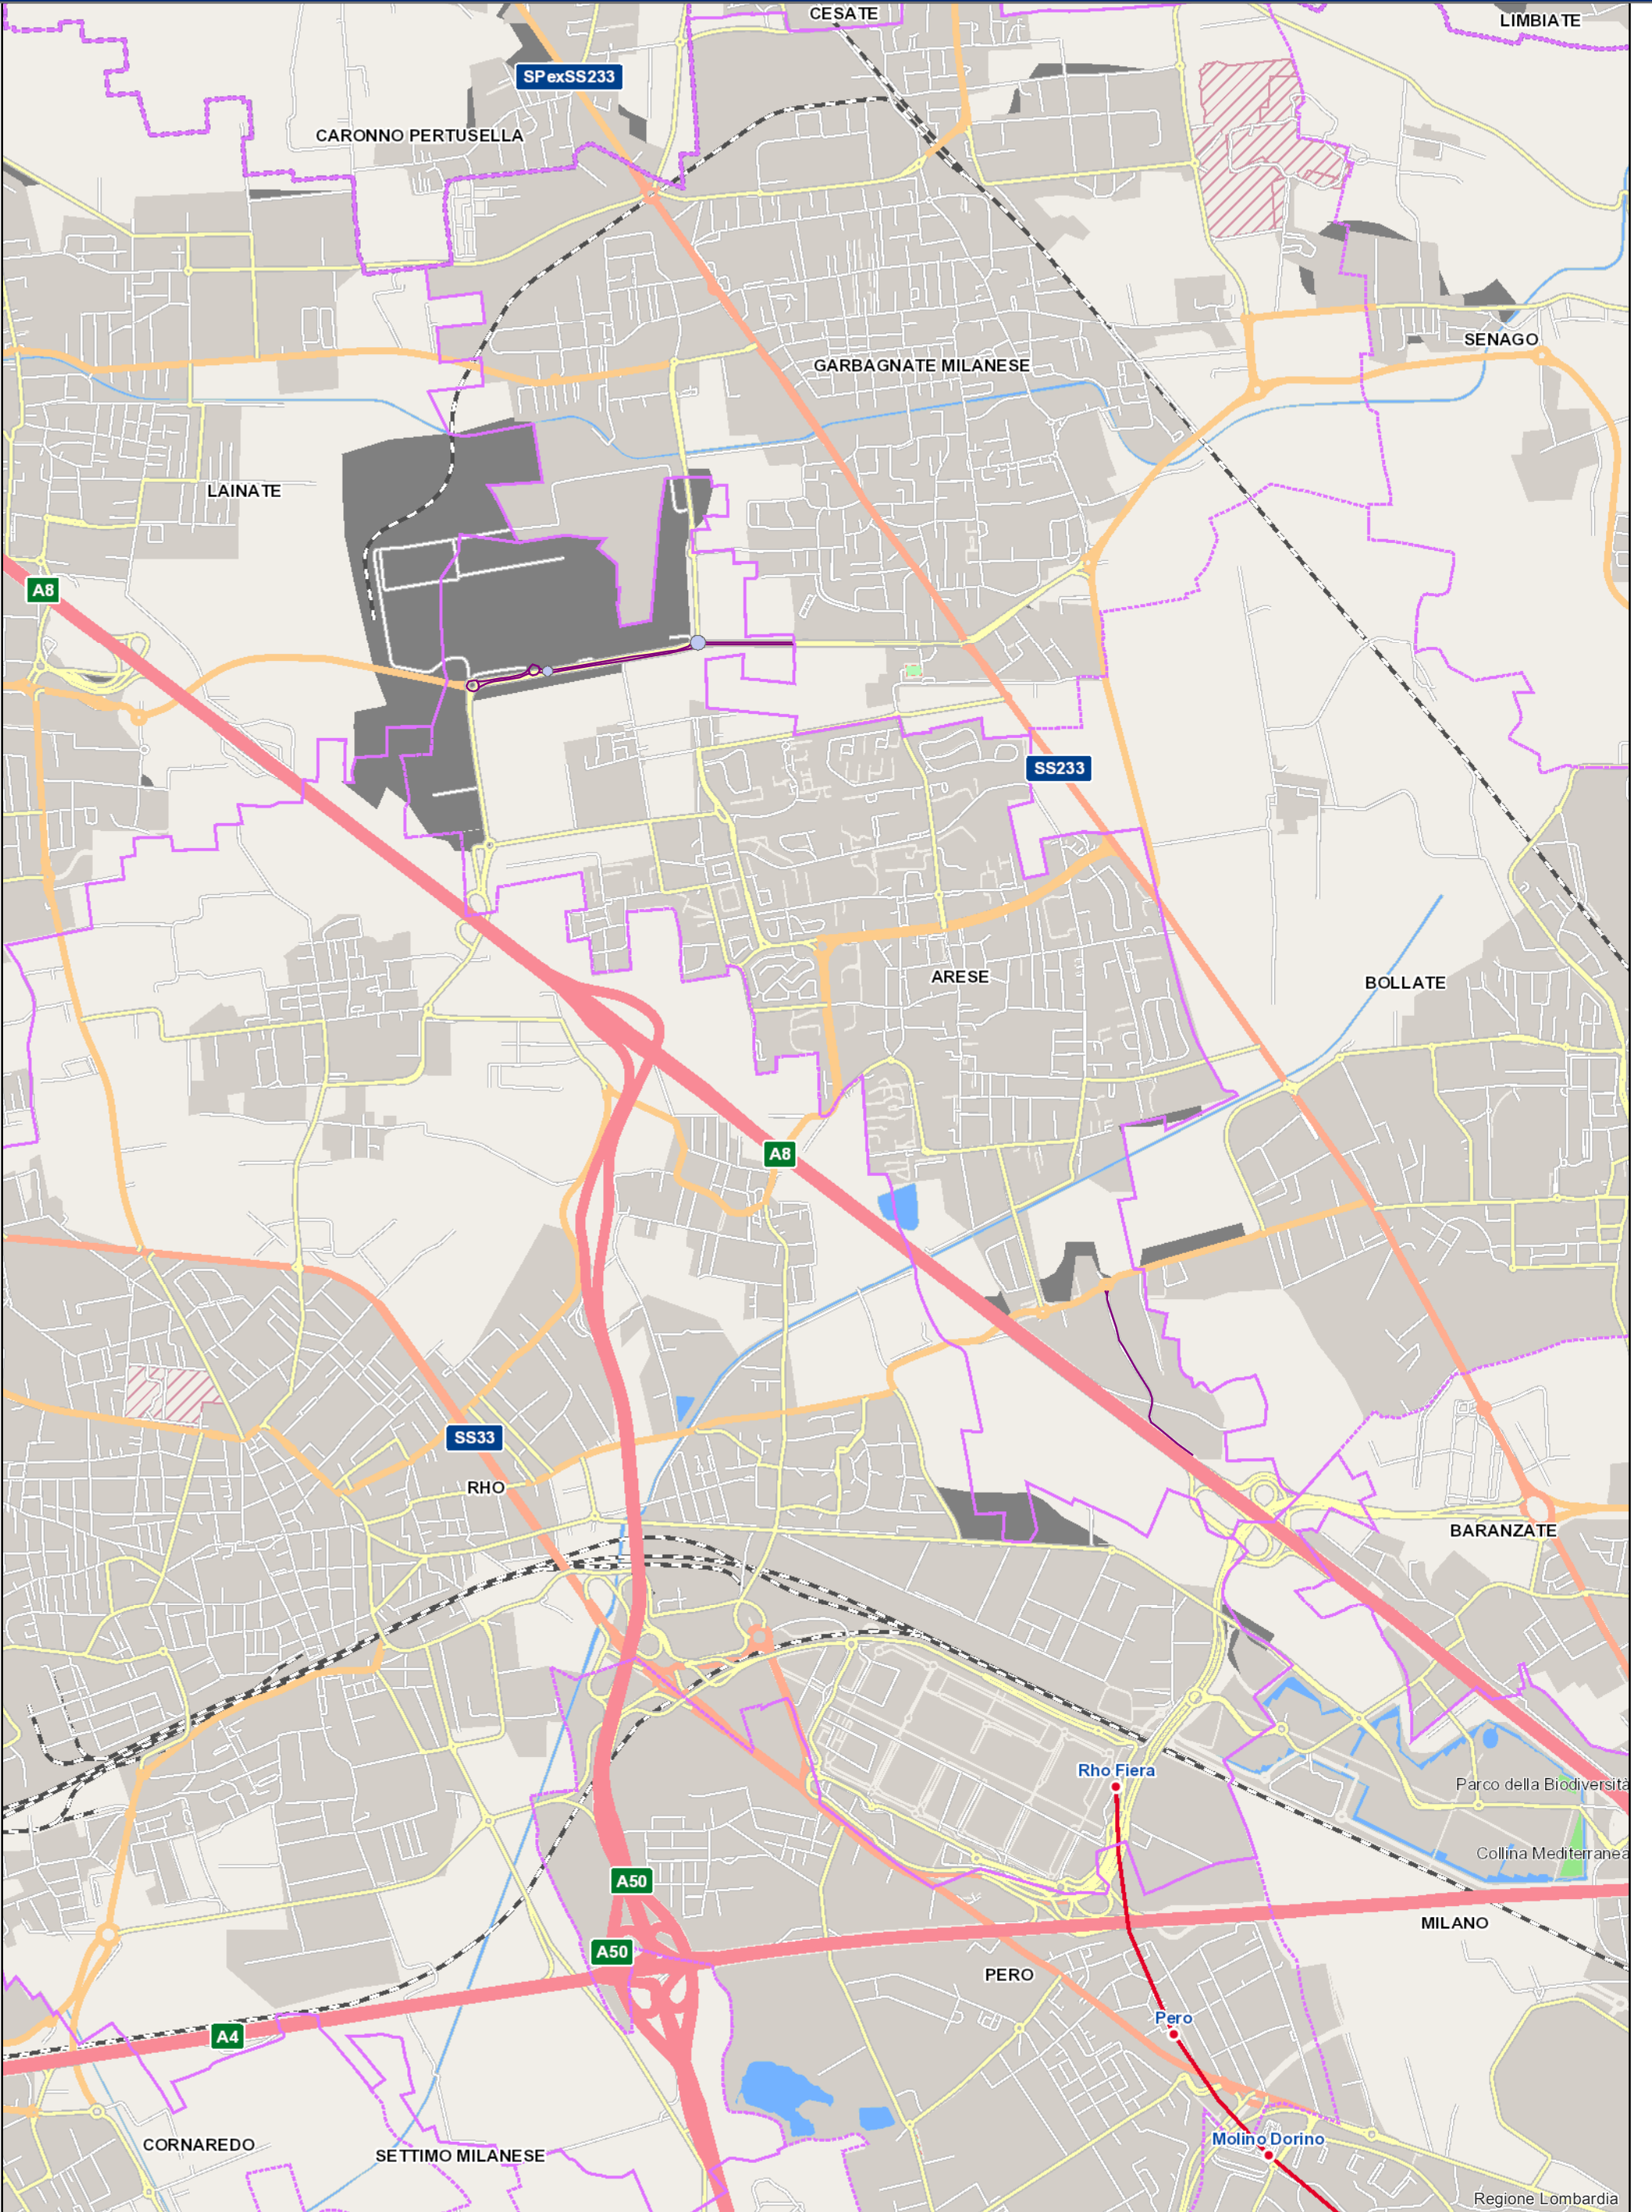 CESATE
LIMBIATE
SPexSS233
CARONNO PERTUSELLA
SENAGO
GARBAGNATE MILANESE
LAINATE
A8
SS233
ARESE
BOLLATE
A8
SS33
RHO
BARANZATE
Rho Fiera
Parco della Biodiversità
Collina Mediterranea
A50
MILANO
A50
PERO
Pero
A4
Molino Dorino
CORNAREDO
SETTIMO MILANESE
Regione Lombardia